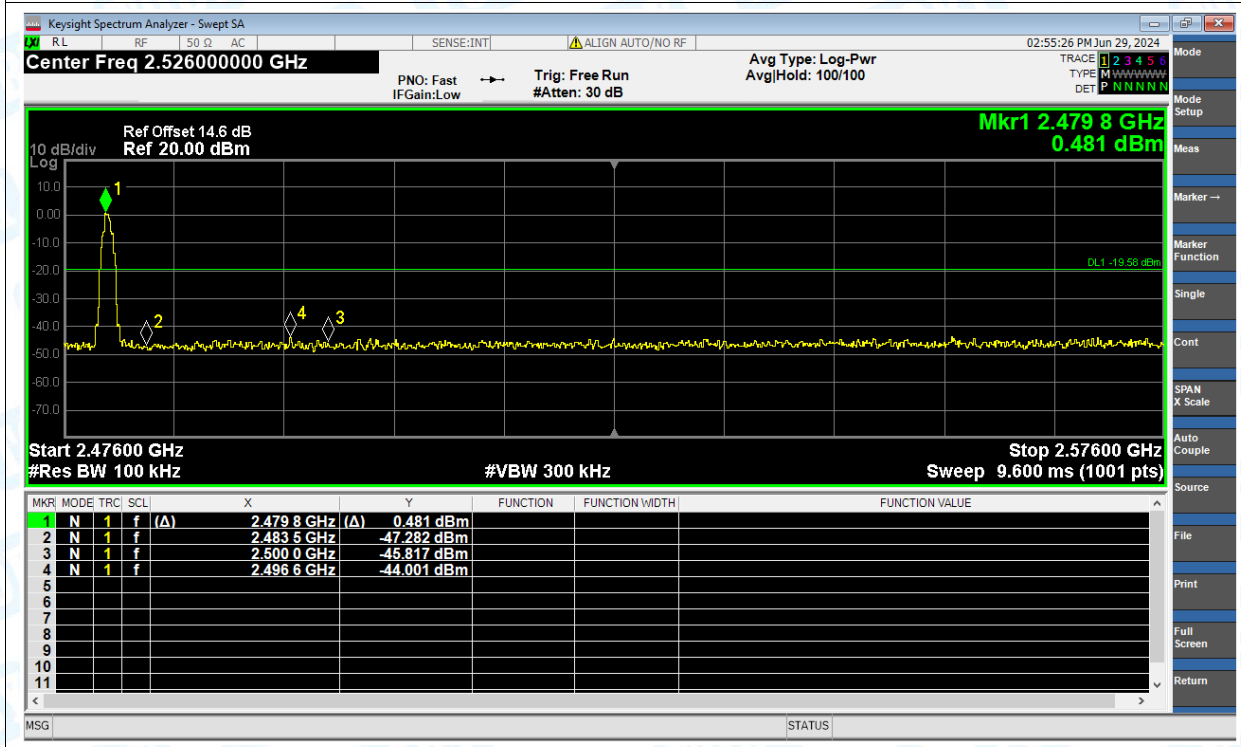 Keysight Spectrum Analyzer - Swept SA
LXI RL RF 50 Ω AC SENSE:INT ALIGN AUTO/NO RF 02:55:26 PM Jun 29, 2024
Center Freq 2.526000000 GHz
PNO: Fast
IFGain:Low
Trig: Free Run
#Atten: 30 dB
Avg Type: Log-Pwr
Avg|Hold: 100/100
TRACE 1 2 3 4 5 6
TYPE M WWWWW
DET P N N N N N
Ref Offset 14.6 dB
10 dB/div Ref 20.00 dBm
Log
Mkr1 2.479 8 GHz
0.481 dBm
10.0
0.00
-10.0
-20.0
-30.0
-40.0
-50.0
-60.0
-70.0
1
2
4
3
DL1 -19.58 dBm
Start 2.47600 GHz Stop 2.57600 GHz
#Res BW 100 kHz #VBW 300 kHz Sweep 9.600 ms (1001 pts)
MKR MODE TRC SCL X Y FUNCTION FUNCTION WIDTH FUNCTION VALUE
1 N 1 f (Δ) 2.479 8 GHz (Δ) 0.481 dBm
2 N 1 f 2.483 5 GHz -47.282 dBm
3 N 1 f 2.500 0 GHz -45.817 dBm
4 N 1 f 2.496 6 GHz -44.001 dBm
5
6
7
8
9
10
11
MSG STATUS
Mode
Mode
Setup
Meas
Marker →
Marker
Function
Single
Cont
SPAN
X Scale
Auto
Couple
Source
File
Print
Full
Screen
Return